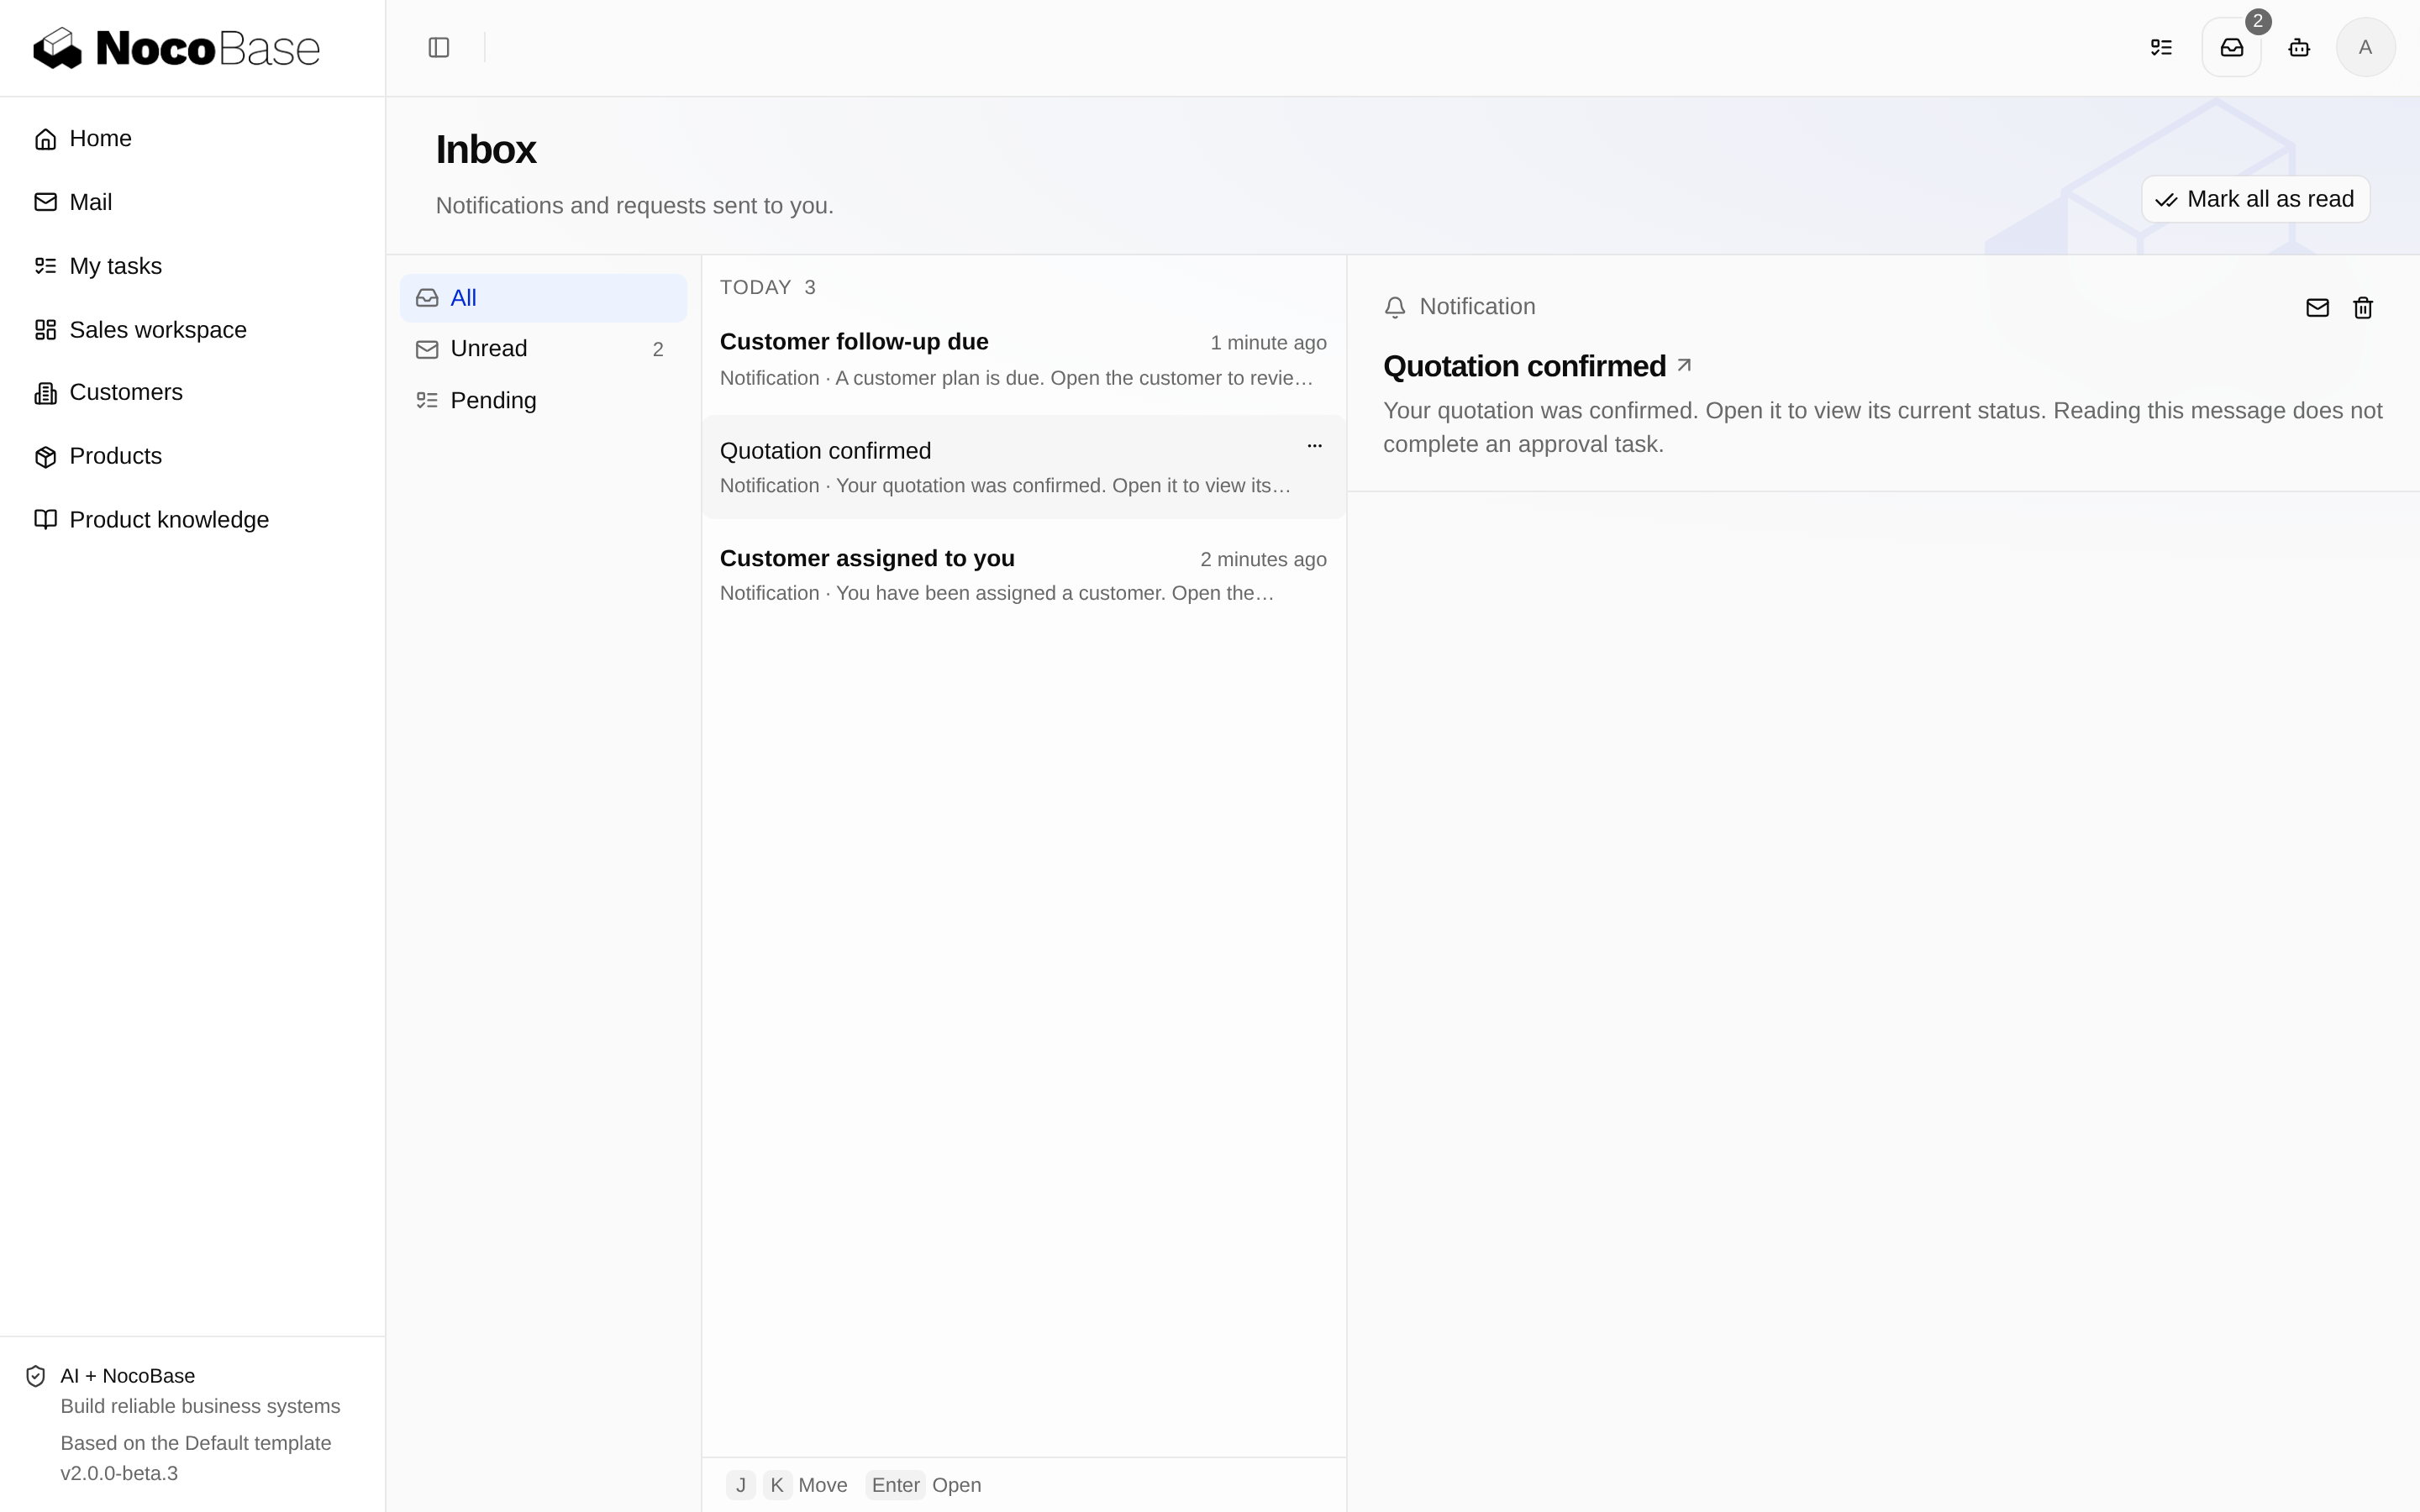 NocoBase
2
A
Home
Mail
My tasks
Sales workspace
Customers
Products
Product knowledge
AI + NocoBase
Build reliable business systems
Based on the Default template
v2.0.0-beta.3
Inbox
Notifications and requests sent to you.
Mark all as read
All
Unread 2
Pending
TODAY 3
Customer follow-up due 1 minute ago
Notification · A customer plan is due. Open the customer to revie…
Quotation confirmed
Notification · Your quotation was confirmed. Open it to view its…
Customer assigned to you 2 minutes ago
Notification · You have been assigned a customer. Open the…
J K Move Enter Open
Notification
Quotation confirmed
Your quotation was confirmed. Open it to view its current status. Reading this message does not
complete an approval task.